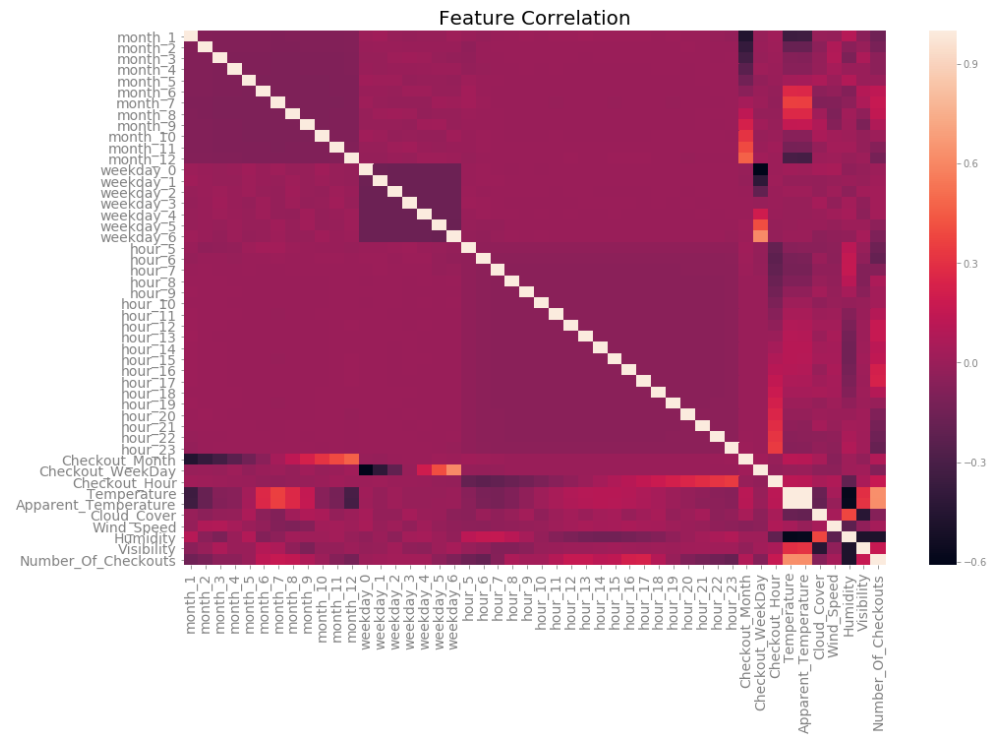 Feature Correlation
month_1
month_2
month_3
month_4
month_5
month_6
month_7
month_8
month_9
month_10
month_11
month_12
weekday_0
weekday_1
weekday_2
weekday_3
weekday_4
weekday_5
weekday_6
hour_5
hour_6
hour_7
hour_8
hour_9
hour_10
hour_11
hour_12
hour_13
hour_14
hour_15
hour_16
hour_17
hour_18
hour_19
hour_20
hour_21
hour_22
hour_23
Checkout_Month
Checkout_WeekDay
Checkout_Hour
Temperature
Apparent_Temperature
Cloud_Cover
Wind_Speed
Humidity
Visibility
Number_Of_Checkouts
month_1
month_2
month_3
month_4
month_5
month_6
month_7
month_8
month_9
month_10
month_11
month_12
weekday_0
weekday_1
weekday_2
weekday_3
weekday_4
weekday_5
weekday_6
hour_5
hour_6
hour_7
hour_8
hour_9
hour_10
hour_11
hour_12
hour_13
hour_14
hour_15
hour_16
hour_17
hour_18
hour_19
hour_20
hour_21
hour_22
hour_23
Checkout_Month
Checkout_WeekDay
Checkout_Hour
Temperature
Apparent_Temperature
Cloud_Cover
Wind_Speed
Humidity
Visibility
Number_Of_Checkouts
0.9
0.6
0.3
0.0
−0.3
−0.6